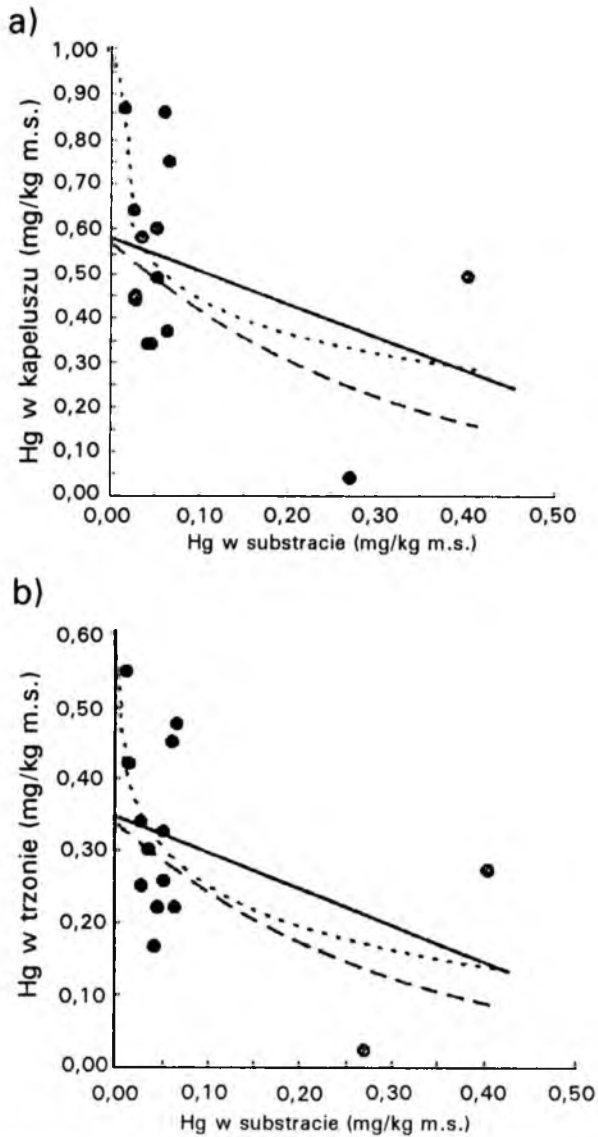 a)
Hg w kapeluszu (mg/kg m.s.)
1,00
0,90
0,80
0,70
0,60
0,50
0,40
0,30
0,20
0,10
0,00
0,00 0,10 0,20 0,30 0,40 0,50
Hg w substracie (mg/kg m.s.)
b)
Hg w trzonie (mg/kg m.s.)
0,60
0,50
0,40
0,30
0,20
0,10
0,00
0,00 0,10 0,20 0,30 0,40 0,50
Hg w substracie (mg/kg m.s.)